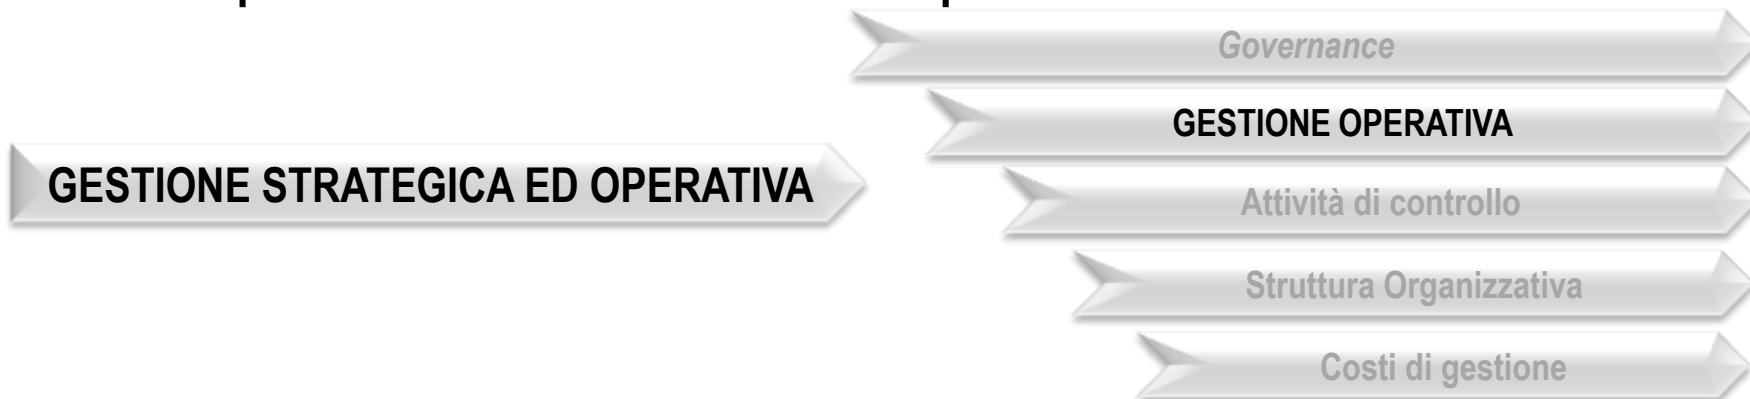 Governance
GESTIONE OPERATIVA
GESTIONE STRATEGICA ED OPERATIVA
Attività di controllo
Struttura Organizzativa
Costi di gestione